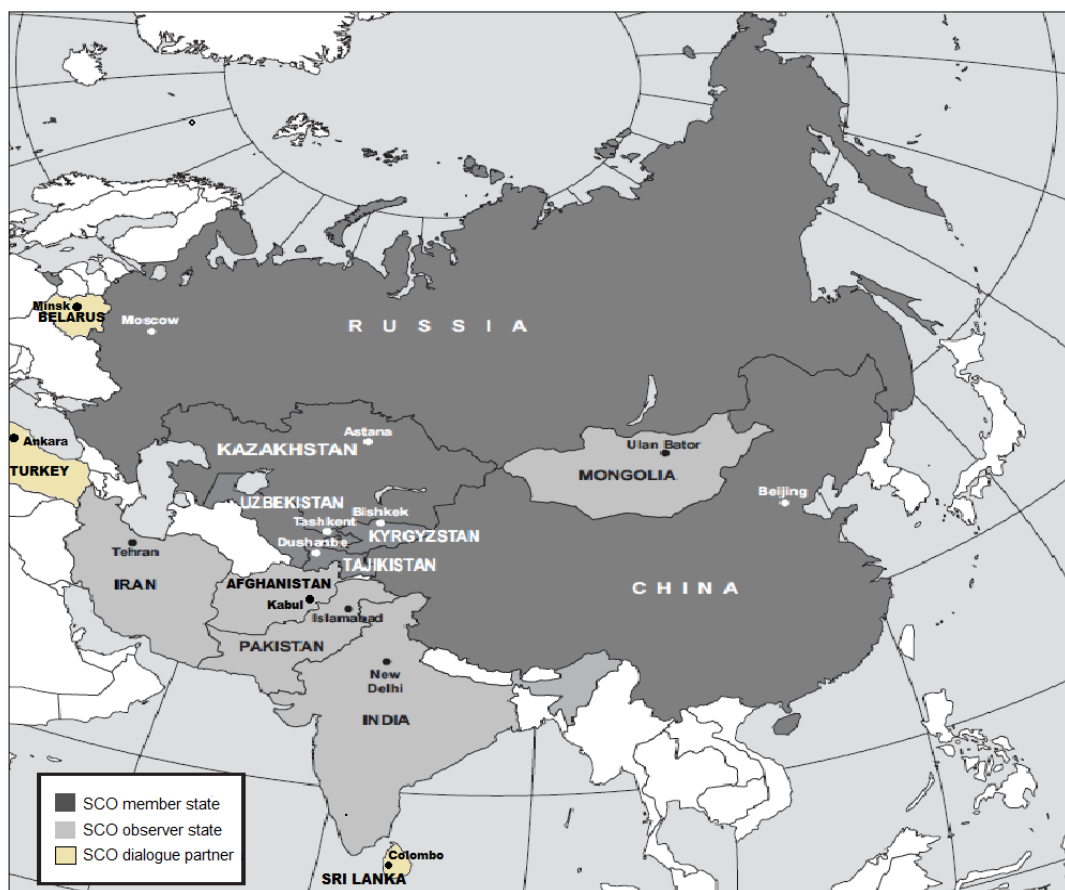 Minsk
BELARUS
Moscow
RUSSIA
Ankara
TURKEY
Astana
KAZAKHSTAN
Ulan Bator
MONGOLIA
UZBEKISTAN
Beijing
Bishkek
Tashkent
KYRGYZSTAN
Dushanbe
Tehran
TAJIKISTAN
IRAN
AFGHANISTAN
CHINA
Kabul
Islamabad
PAKISTAN
New
Delhi
INDIA
SCO member state
SCO observer state
SCO dialogue partner
Colombo
SRI LANKA